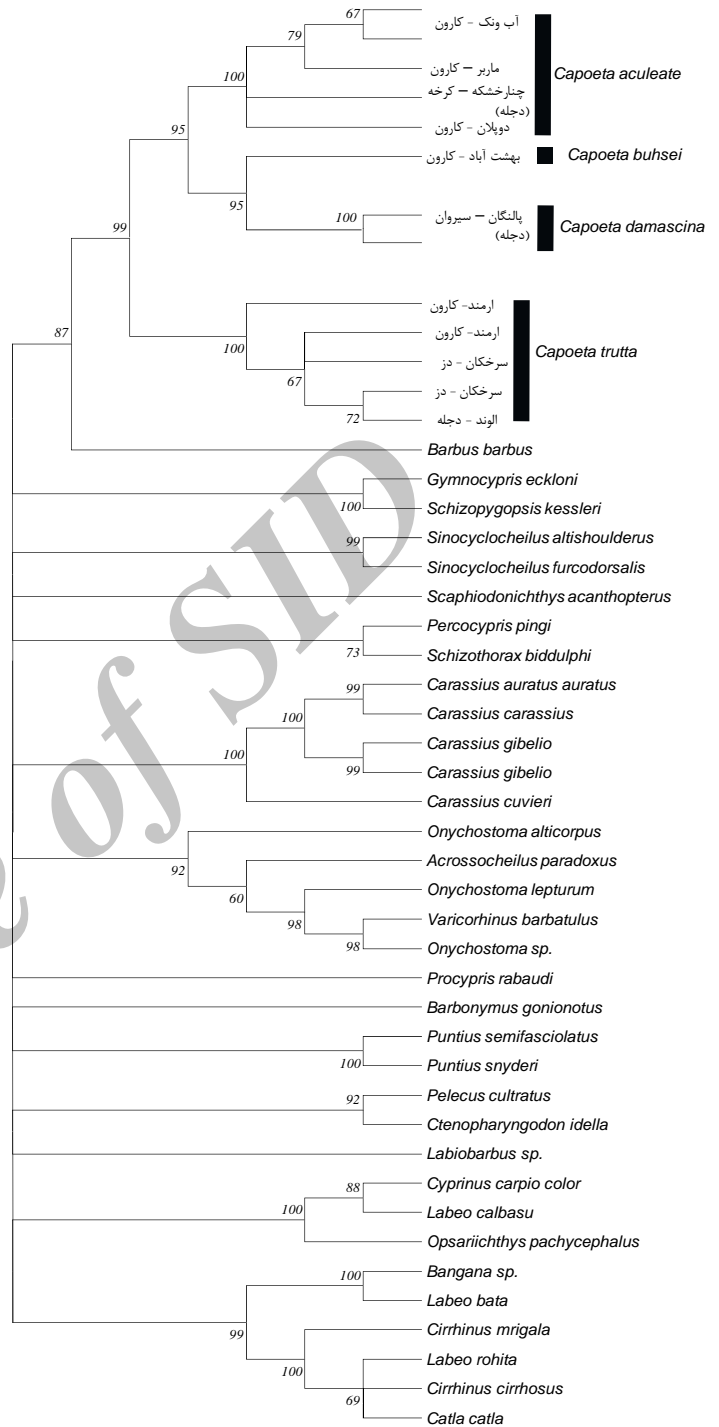 67
آب ونک - کارون
79
ماربر – کارون
Capoeta aculeate
100
چنارخشکه – کرخه
(دجله)
95
دوپلان - کارون
بهشت آباد - کارون
Capoeta buhsei
95
100
پالنگان – سیروان
(دجله)
Capoeta damascina
99
ارمند- کارون
87
100
ارمند- کارون
Capoeta trutta
سرخکان - دز
67
سرخکان - دز
72
الوند - دجله
Barbus barbus
Gymnocypris eckloni
100
Schizopygopsis kessleri
99
Sinocyclocheilus altishoulderus
Sinocyclocheilus furcodorsalis
Scaphiodonichthys acanthopterus
Percocypris pingi
73
Schizothorax biddulphi
99
Carassius auratus auratus
100
Carassius carassius
Carassius gibelio
100
99
Carassius gibelio
Carassius cuvieri
Onychostoma alticorpus
92
Acrossocheilus paradoxus
60
Onychostoma lepturum
98
Varicorhinus barbatulus
98
Onychostoma sp.
Procypris rabaudi
Barbonymus gonionotus
Puntius semifasciolatus
100
Puntius snyderi
92
Pelecus cultratus
Ctenopharyngodon idella
Labiobarbus sp.
88
Cyprinus carpio color
100
Labeo calbasu
Opsariichthys pachycephalus
100
Bangana sp.
Labeo bata
99
Cirrhinus mrigala
100
Labeo rohita
Cirrhinus cirrhosus
69
Catla catla
e of SID